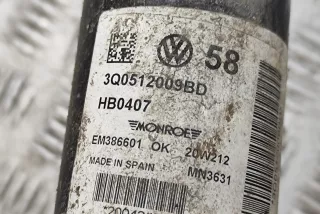 58
3Q0512009BD
HB0407
MONROE
EM386601 OK 20W212
MADE IN SPAIN MN3631